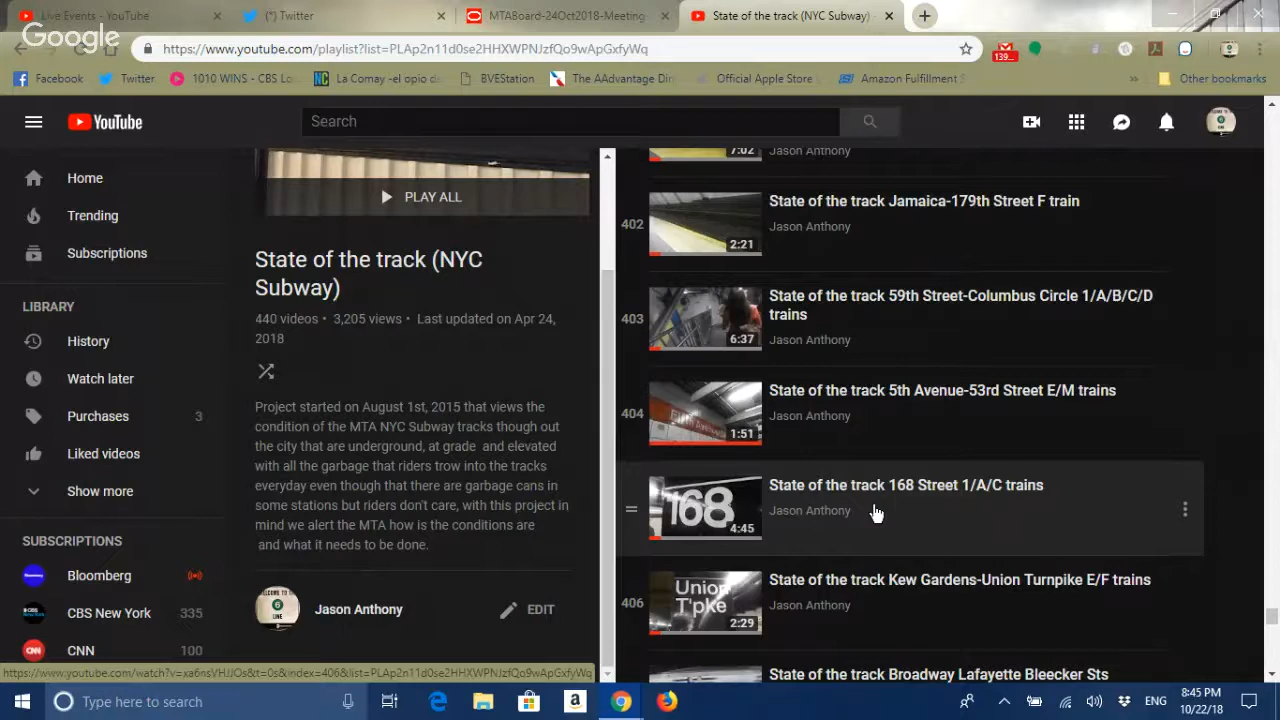 Live Events - YouTube
(*) Twitter
MTABoard-24Oct2018-Meeting
State of the track (NYC Subway)
Google
https://www.youtube.com/playlist?list=PLAp2n11d0se2HHXWPNJzfQo9wApGxfyWq
139...
Facebook
Twitter
1010 WINS - CBS Lo
La Comay -el opio d
BVEStation
The AAdvantage Di
Official Apple Store
Amazon Fulfillment S
»
Other bookmarks
YouTube
Search
Home
Trending
Subscriptions
LIBRARY
History
Watch later
Purchases 3
Liked videos
Show more
SUBSCRIPTIONS
Bloomberg
CBS New York 335
CNN 100
PLAY ALL
State of the track (NYC
Subway)
440 videos • 3,205 views • Last updated on Apr 24,
2018
Project started on August 1st, 2015 that views the
condition of the MTA NYC Subway tracks though out
the city that are underground, at grade and elevated
with all the garbage that riders trow into the tracks
everyday even though that there are garbage cans in
some stations but riders don't care, with this project in
mind we alert the MTA how is the conditions are
and what it needs to be done.
Jason Anthony
EDIT
7:02
Jason Anthony
402
2:21
State of the track Jamaica-179th Street F train
Jason Anthony
403
6:37
State of the track 59th Street-Columbus Circle 1/A/B/C/D
trains
Jason Anthony
404
1:51
State of the track 5th Avenue-53rd Street E/M trains
Jason Anthony
168
4:45
State of the track 168 Street 1/A/C trains
Jason Anthony
406
Union
T'pke
2:29
State of the track Kew Gardens-Union Turnpike E/F trains
Jason Anthony
State of the track Broadway Lafayette Bleecker Sts
https://www.youtube.com/watch?v=xa6nsVHJJOs&t=0s&index=406&list=PLAp2n11d0se2HHXWPNJzfQo9wApGxfyWq
Type here to search
ENG
8:45 PM
10/22/18